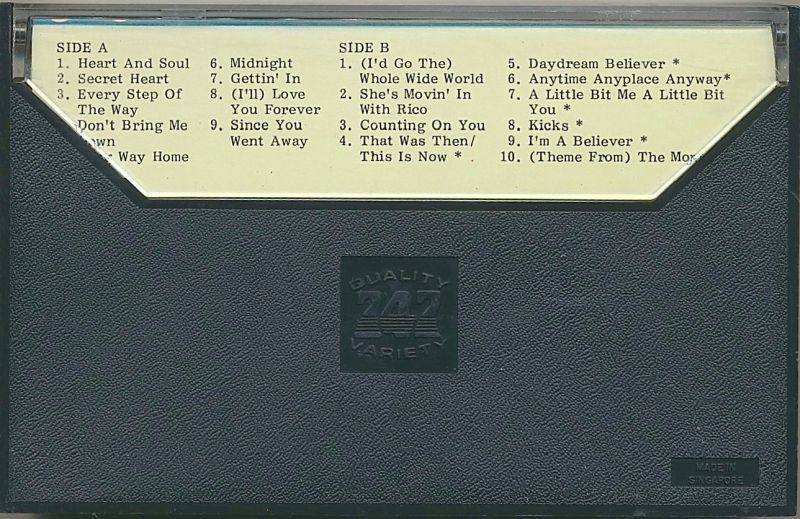 SIDE A
1. Heart And Soul
2. Secret Heart
3. Every Step Of
The Way
Don't Bring Me
Way Home
6. Midnight
7. Gettin' In
8. (I'll) Love
You Forever
9. Since You
Went Away
SIDE B
1. (I'd Go The)
Whole Wide World
2. She's Movin' In
With Rico
3. Counting On You
4. That Was Then/
This Is Now *
5. Daydream Believer *
6. Anytime Anyplace Anyway*
7. A Little Bit Me A Little Bit
You *
8. Kicks *
9. I'm A Believer *
10. (Theme From) The
QUALITY
747
VARIETY
MADE IN
SINGAPORE